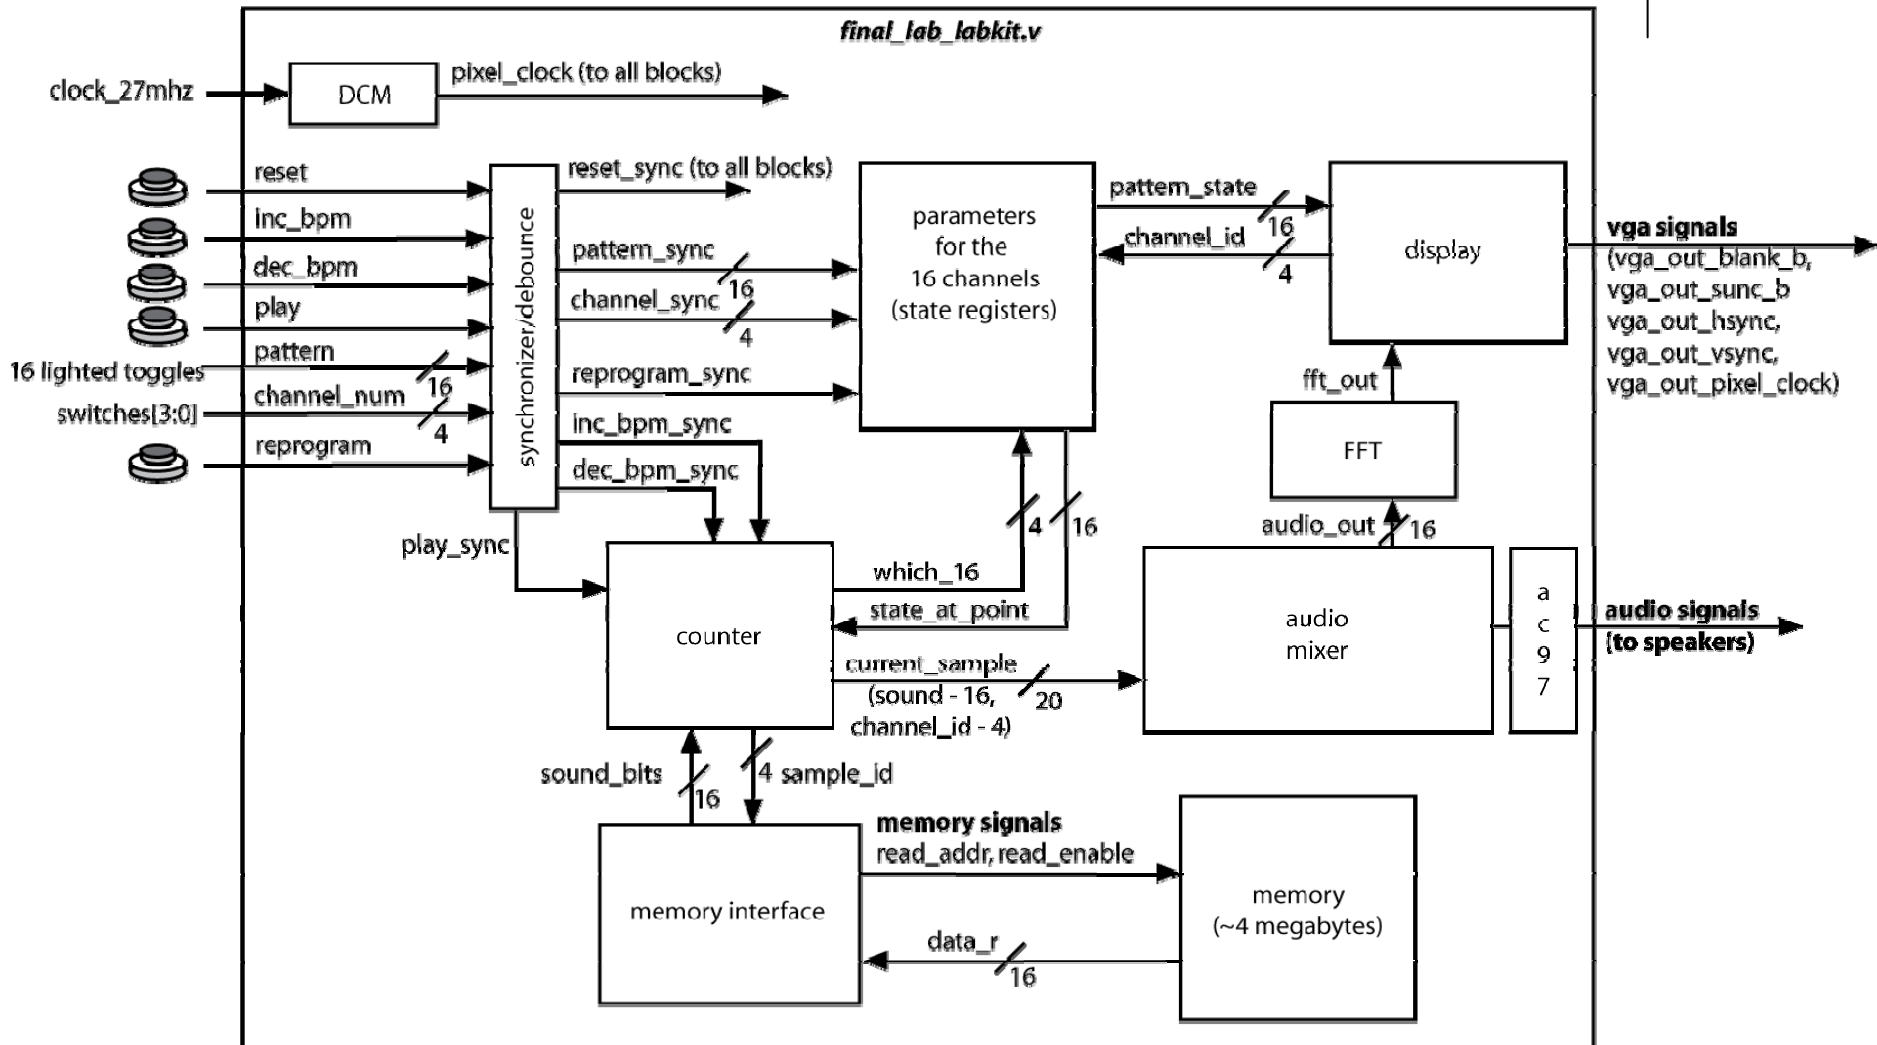 final_lab_labkit.v
clock_27mhz
DCM
pixel_clock (to all blocks)
reset
inc_bpm
dec_bpm
play
16 lighted toggles
pattern
16
switches[3:0]
channel_num
4
reprogram
synchronizer/debounce
reset_sync (to all blocks)
pattern_sync
16
channel_sync
4
reprogram_sync
inc_bpm_sync
dec_bpm_sync
play_sync
parameters
for the
16 channels
(state registers)
pattern_state
16
channel_id
4
display
vga signals
(vga_out_blank_b,
vga_out_sunc_b
vga_out_hsync,
vga_out_vsync,
vga_out_pixel_clock)
fft_out
FFT
audio_out
16
4
16
which_16
state_at_point
counter
current_sample
(sound - 16,
channel_id - 4)
20
audio
mixer
a
c
9
7
audio signals
(to speakers)
sound_bits
16
4
sample_id
memory interface
memory signals
read_addr, read_enable
data_r
16
memory
(~4 megabytes)